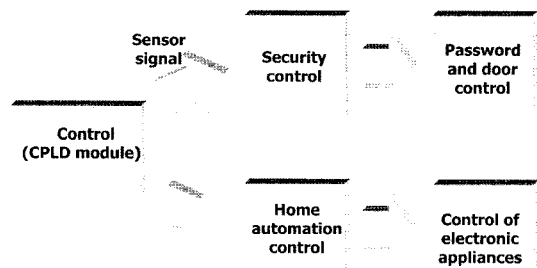 Sensor
signal
Security
control
Password
and door
control
Control
(CPLD module)
Home
automation
control
Control of
electronic
appliances